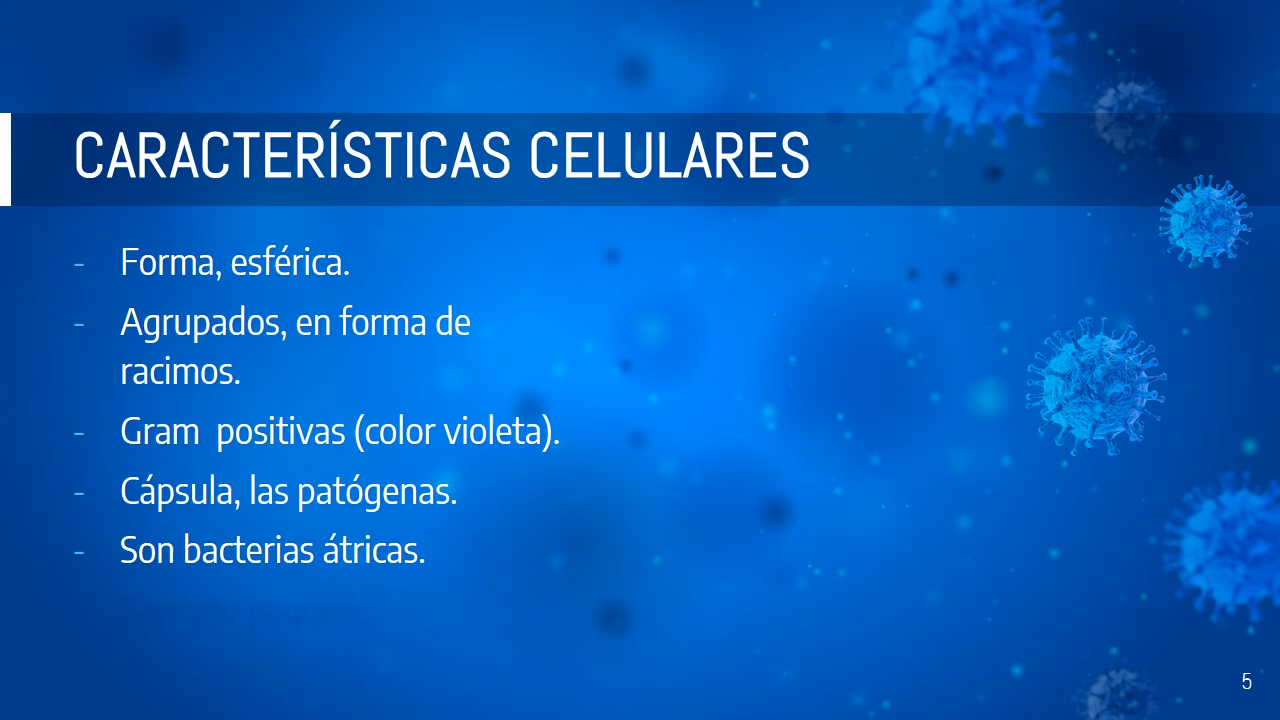 CARACTERÍSTICAS CELULARES
- Forma, esférica.
- Agrupados, en forma de
racimos.
- Gram  positivas (color violeta).
- Cápsula, las patógenas.
- Son bacterias átricas.
5